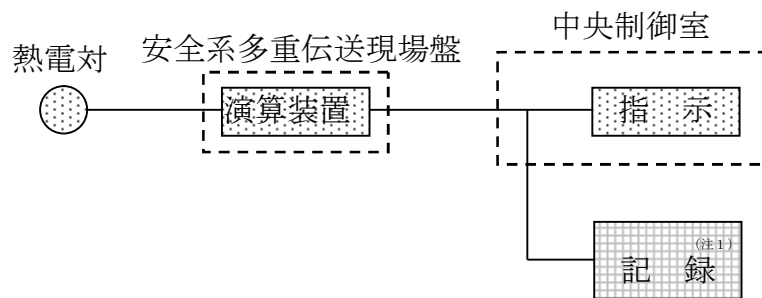 中央制御室
安全系多重伝送現場盤
熱電対
演算装置
指　示
(注1)
記　録